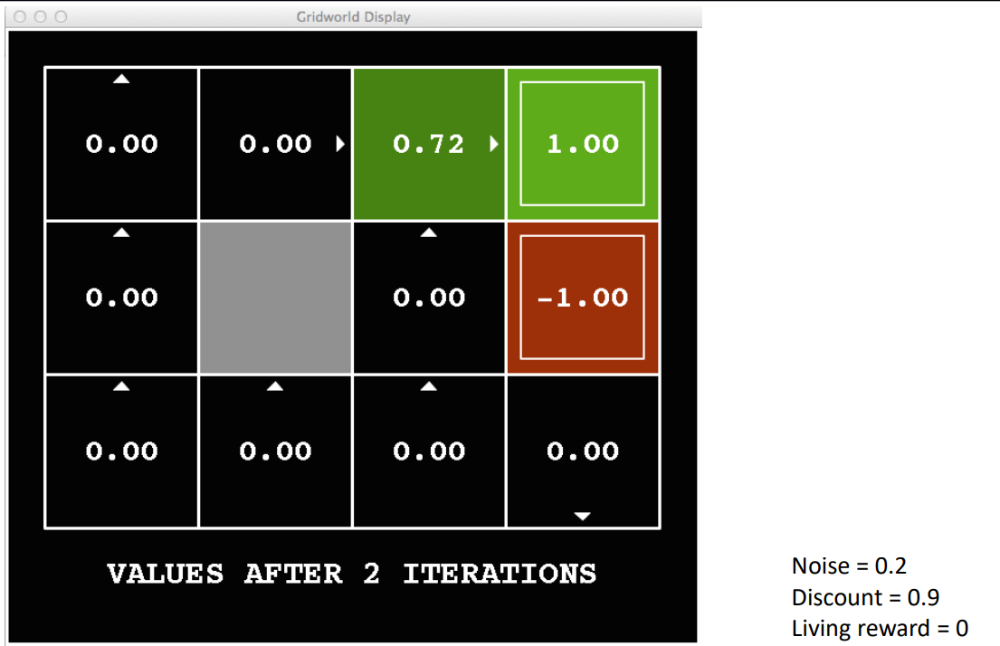 Gridworld Display
0.00 0.00 0.72 1.00
0.00 0.00 -1.00
0.00 0.00 0.00 0.00
VALUES AFTER 2 ITERATIONS
Noise = 0.2
Discount = 0.9
Living reward = 0